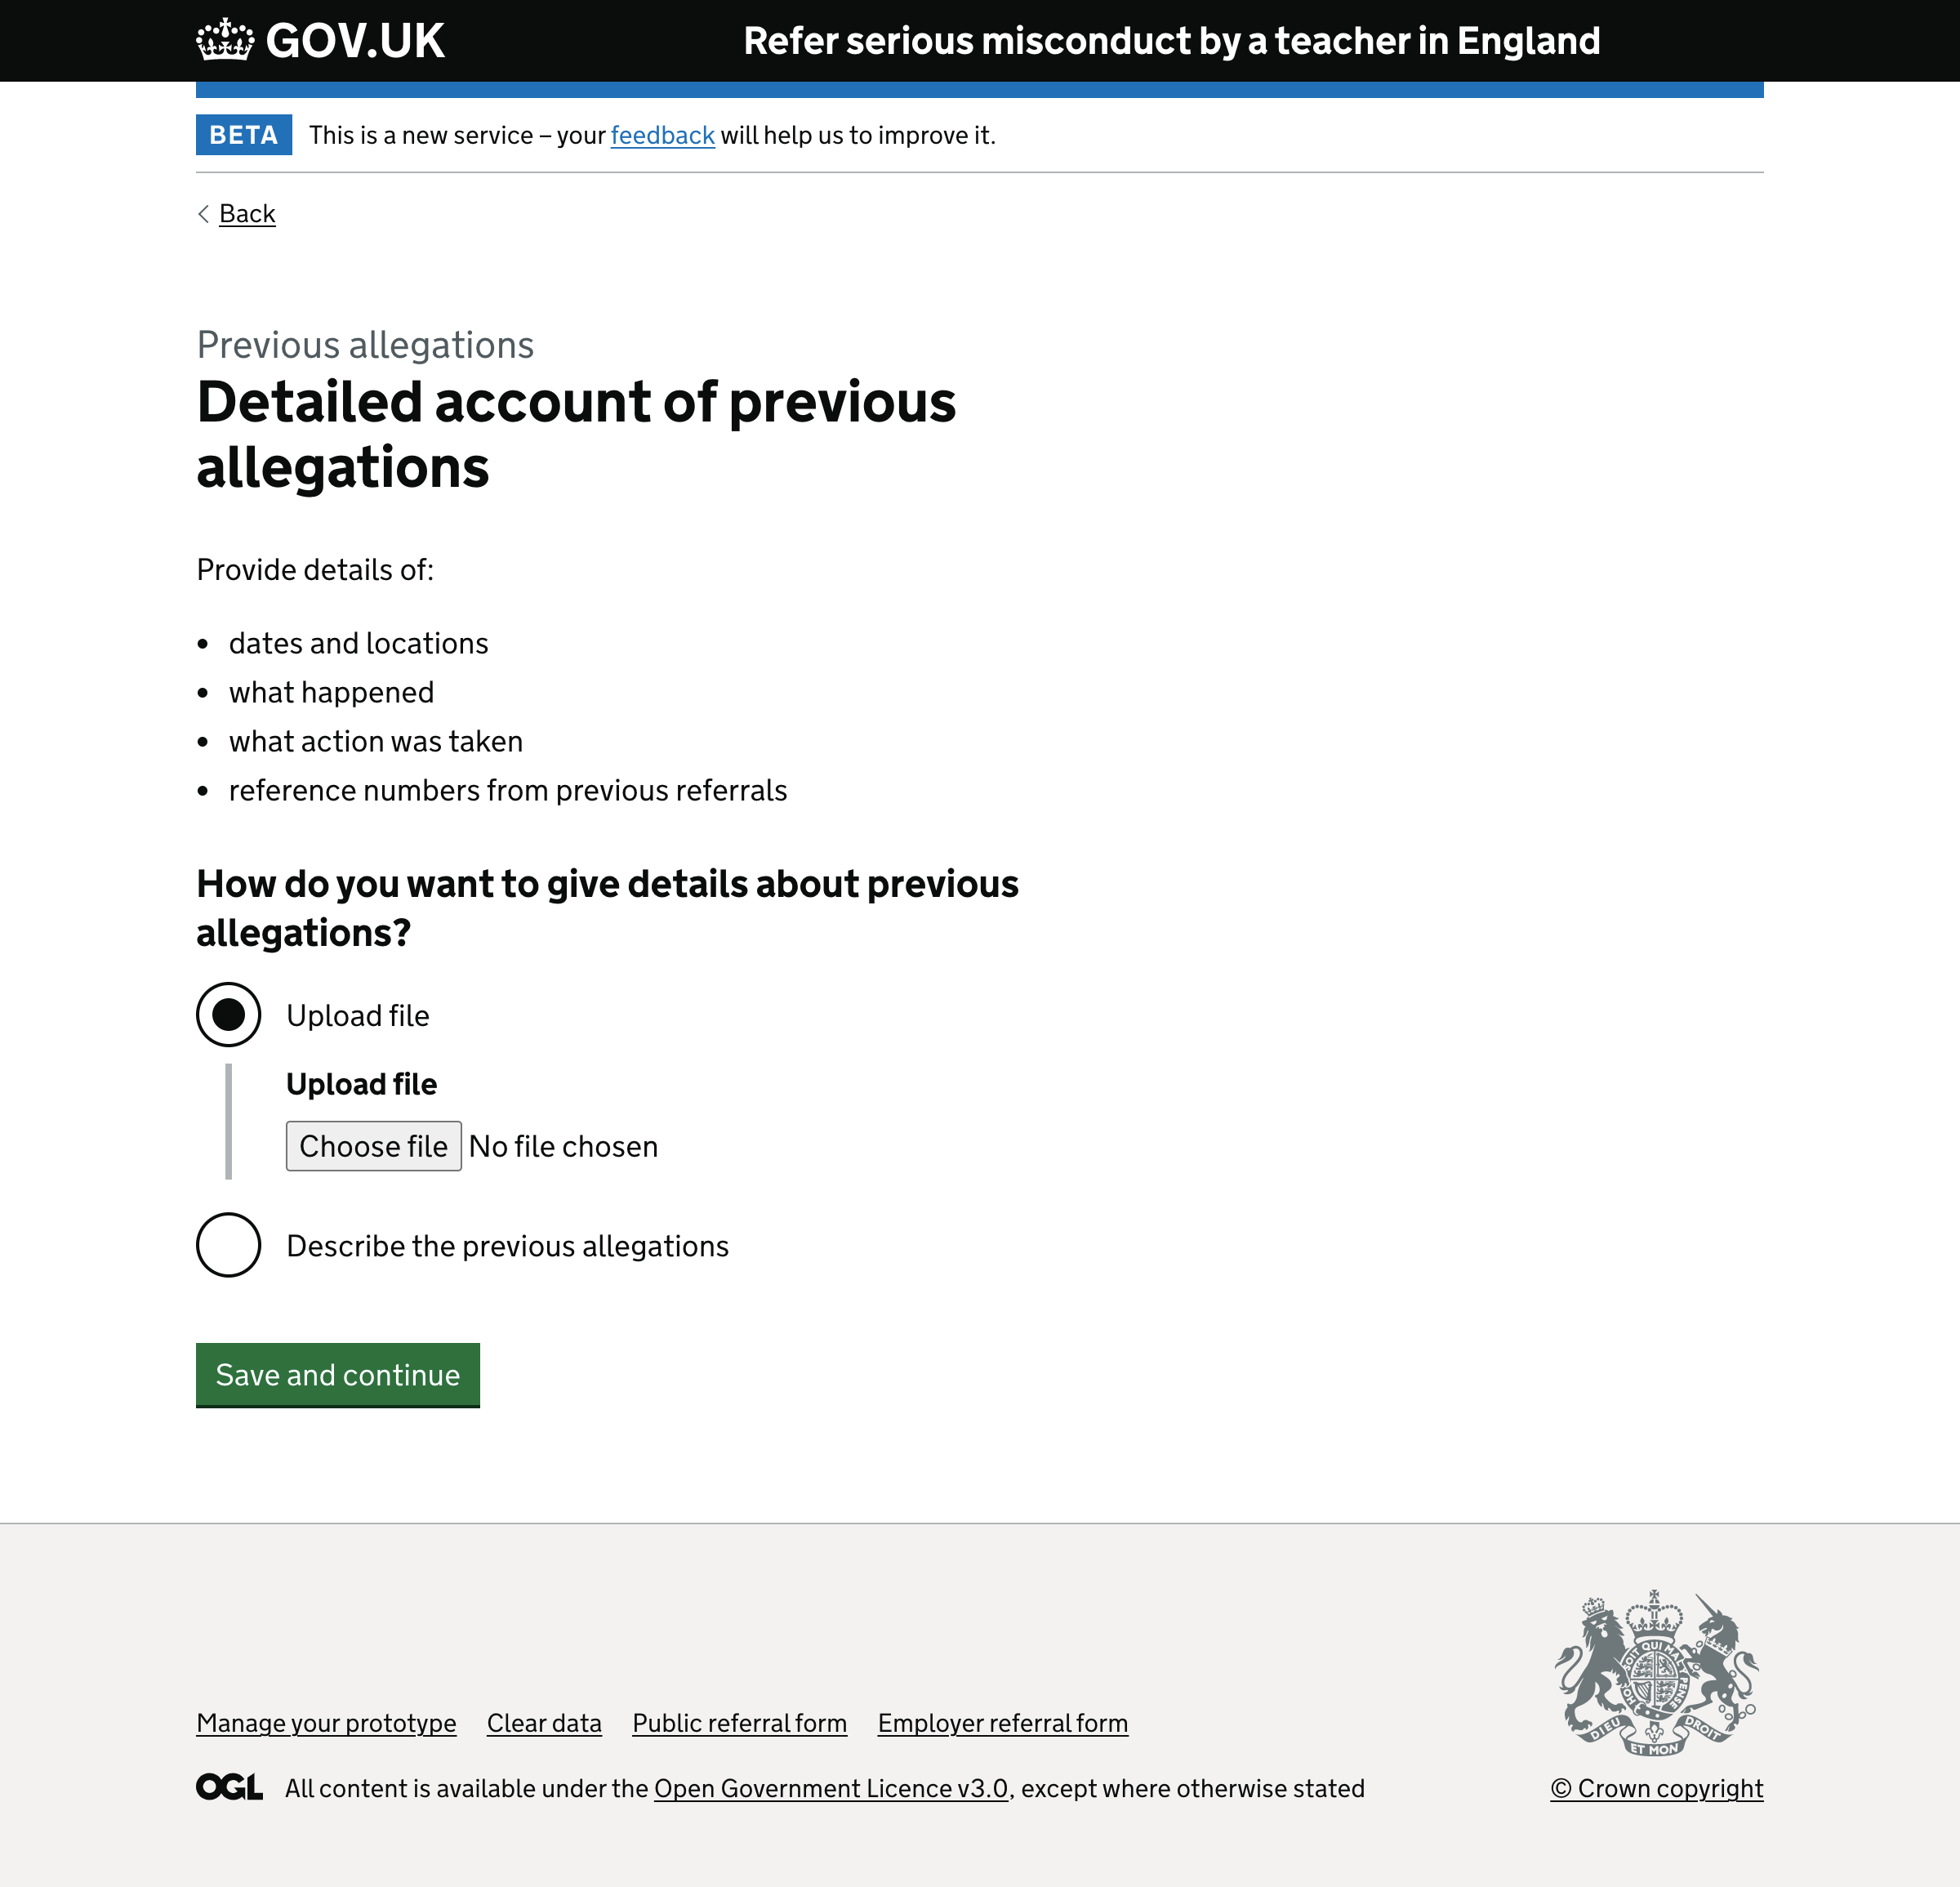 GOV.UK
Refer serious misconduct by a teacher in England
BETA
This is a new service – your feedback will help us to improve it.
Back
Previous allegations
Detailed account of previous
allegations
Provide details of:
• dates and locations
• what happened
• what action was taken
• reference numbers from previous referrals
How do you want to give details about previous
allegations?
Upload file
Upload file
Choose file No file chosen
Describe the previous allegations
Save and continue
Manage your prototype
Clear data
Public referral form
Employer referral form
DIEU ET MON DROIT
OGL
All content is available under the Open Government Licence v3.0, except where otherwise stated
© Crown copyright